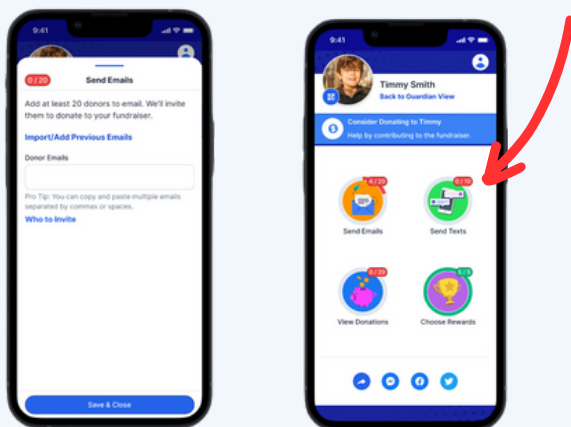 9:41
0 / 20
Send Emails
Add at least 20 donors to email. We'll invite
them to donate to your fundraiser.
Import/Add Previous Emails
Donor Emails
Pro Tip: You can copy and paste multiple emails
separated by commas or spaces.
Who to Invite
Save & Close
9:41
Timmy Smith
Back to Guardian View
Consider Donating to Timmy
Help by contributing to the fundraiser.
0 / 10
Send Emails
Send Texts
0 / 20
5 / 5
View Donations
Choose Rewards